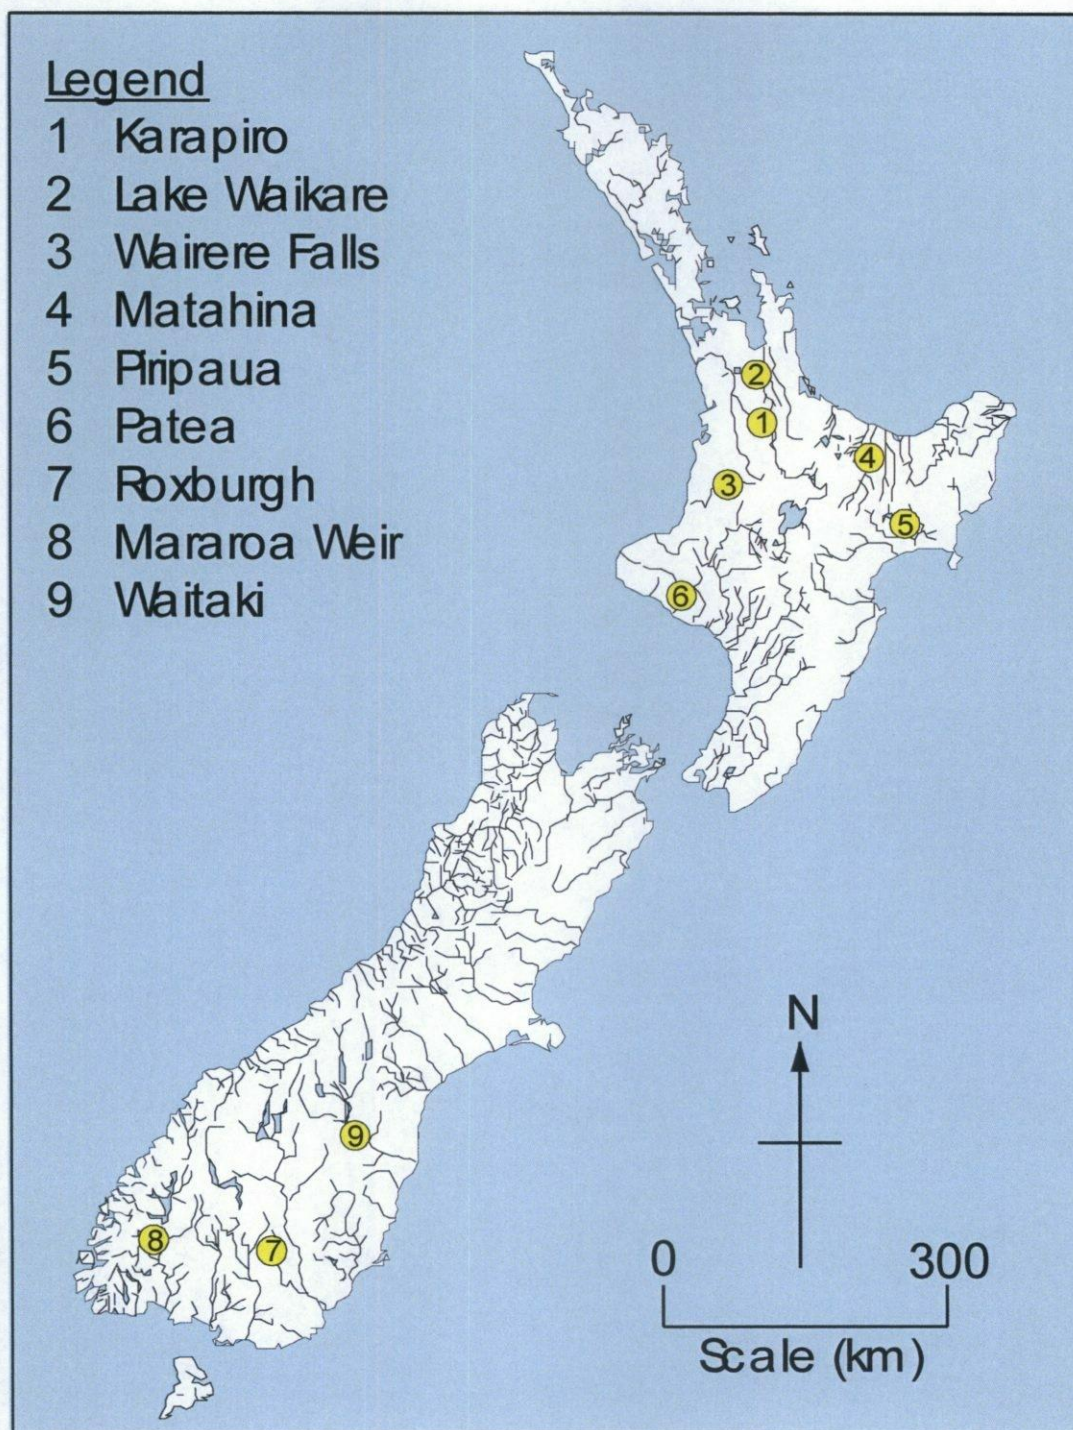 Legend
1 Karapiro
2 Lake Waikare
3 Wairere Falls
4 Matahina
5 Piripaua
6 Patea
7 Roxburgh
8 Mararoa Weir
9 Waitaki
2
1
4
3
5
6
N
9
8
7
0 300
Scale (km)